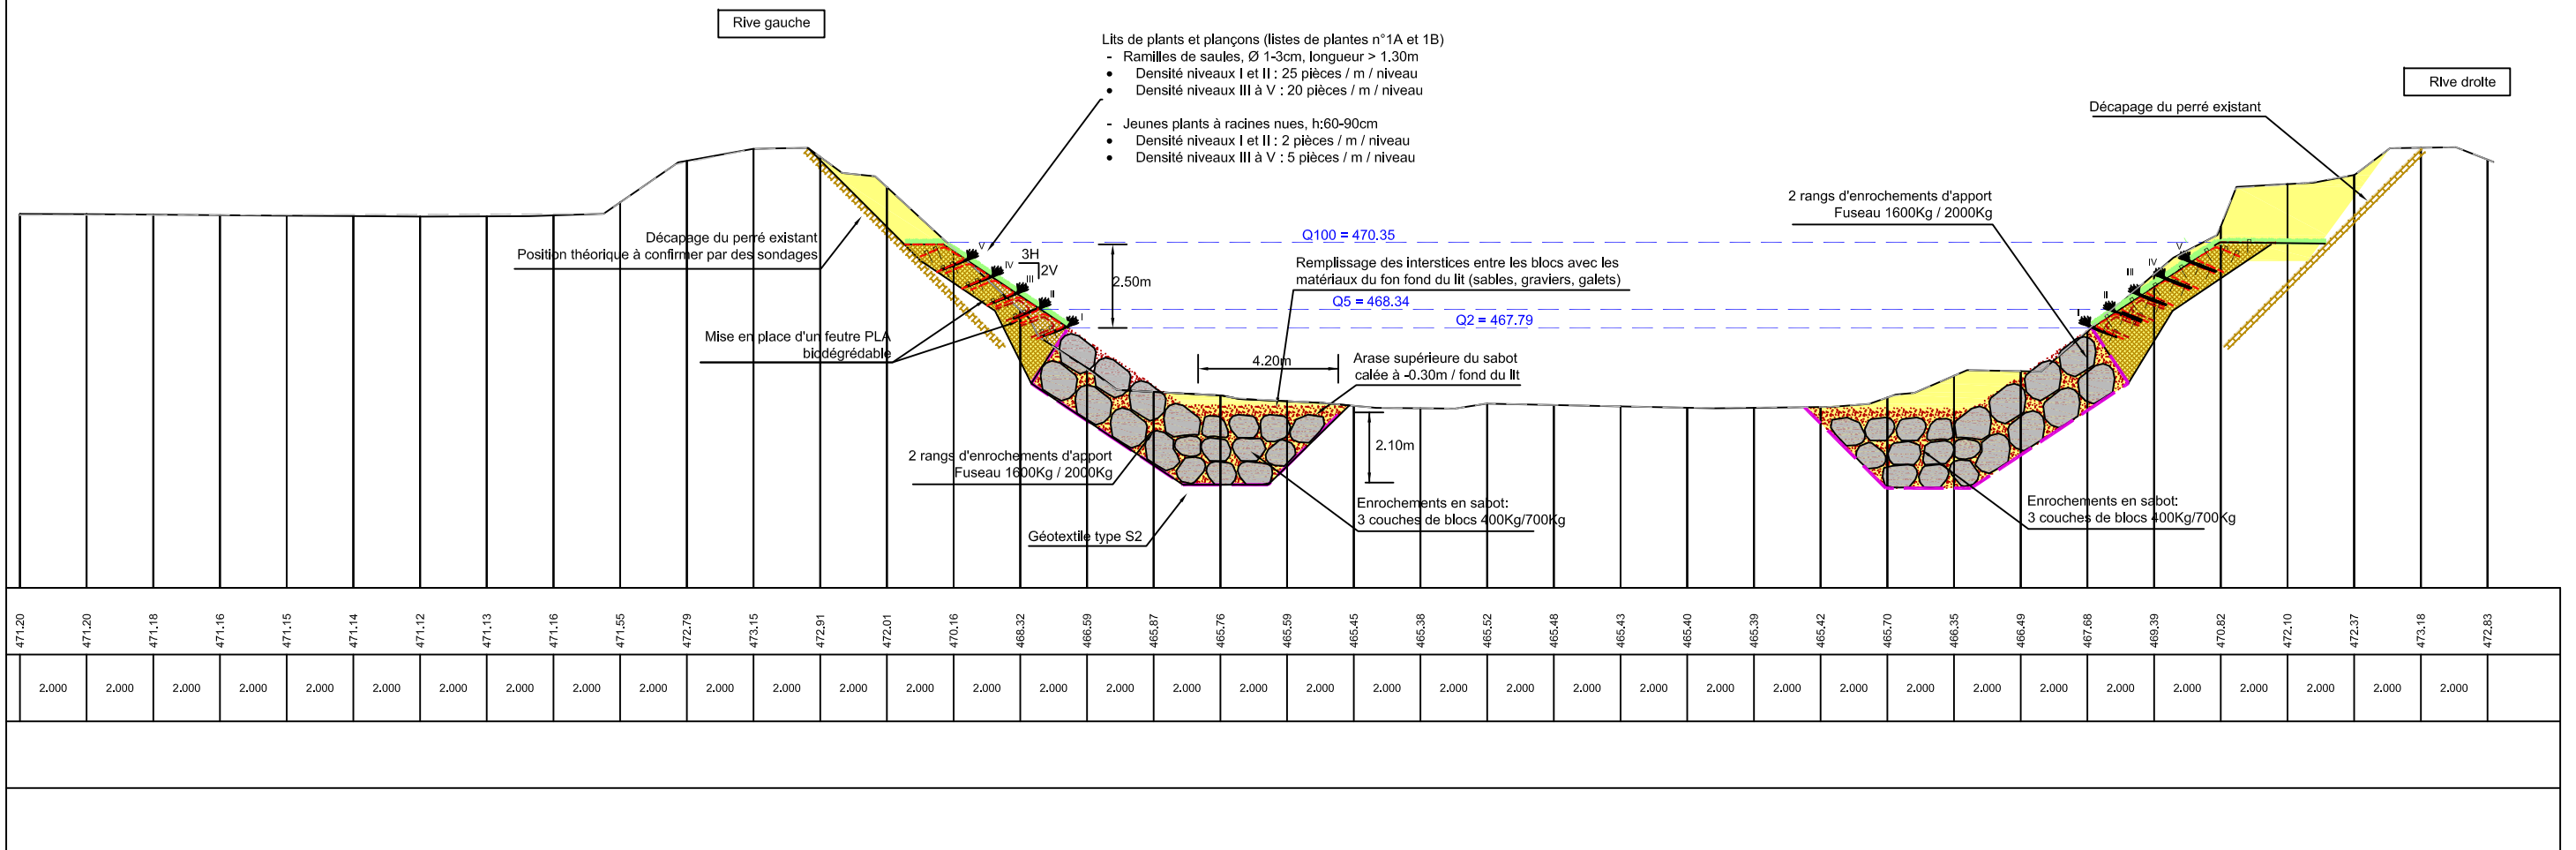 Rive gauche
Lits de plants et plançons (listes de plantes n°1A et 1B)
- Ramilles de saules, Ø 1-3cm, longueur > 1.30m
• Densité niveaux I et II : 25 pièces / m / niveau
• Densité niveaux III à V : 20 pièces / m / niveau
- Jeunes plants à racines nues, h:60-90cm
• Densité niveaux I et II : 2 pièces / m / niveau
• Densité niveaux III à V : 5 pièces / m / niveau
Rive droite
Décapage du perré existant
2 rangs d'enrochements d'apport
Fuseau 1600Kg / 2000Kg
Décapage du perré existant
Position théorique à confirmer par des sondages
V
IV
III
II
I
3H
2V
2.50m
Q100 = 470.35
Remplissage des interstices entre les blocs avec les
matériaux du fon fond du lit (sables, graviers, galets)
Q5 = 468.34
Q2 = 467.79
V
IV
III
II
I
Mise en place d'un feutre PLA
biodégrédable
4.20m
Arase supérieure du sabot
calée à -0.30m / fond du lit
2.10m
2 rangs d'enrochements d'apport
Fuseau 1600Kg / 2000Kg
Géotextile type S2
Enrochements en sabot:
3 couches de blocs 400Kg/700Kg
Enrochements en sabot:
3 couches de blocs 400Kg/700Kg
471.20 471.20 471.18 471.16 471.15 471.14 471.12 471.13 471.16 471.55 472.79 473.15 472.91 472.01 470.16 468.32 466.59 465.87 465.76 465.59 465.45 465.38 465.52 465.48 465.43 465.40 465.39 465.42 465.70 466.35 466.49 467.68 469.39 470.82 472.10 472.37 473.18 472.83
2.000 2.000 2.000 2.000 2.000 2.000 2.000 2.000 2.000 2.000 2.000 2.000 2.000 2.000 2.000 2.000 2.000 2.000 2.000 2.000 2.000 2.000 2.000 2.000 2.000 2.000 2.000 2.000 2.000 2.000 2.000 2.000 2.000 2.000 2.000 2.000 2.000